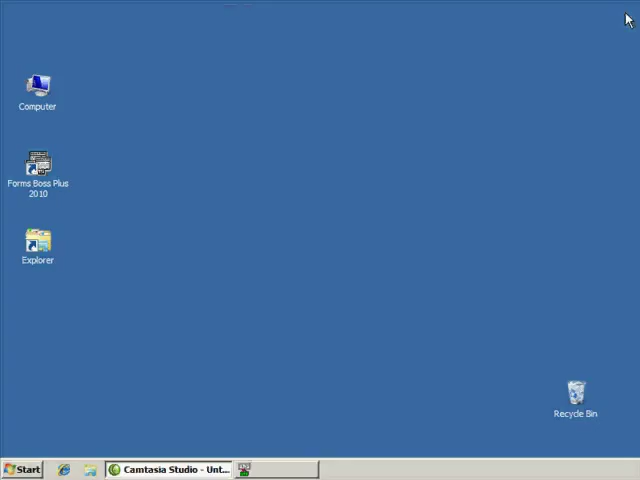 Computer
Forms Boss Plus
2010
Explorer
Recycle Bin
Start
Camtasia Studio - Unt...